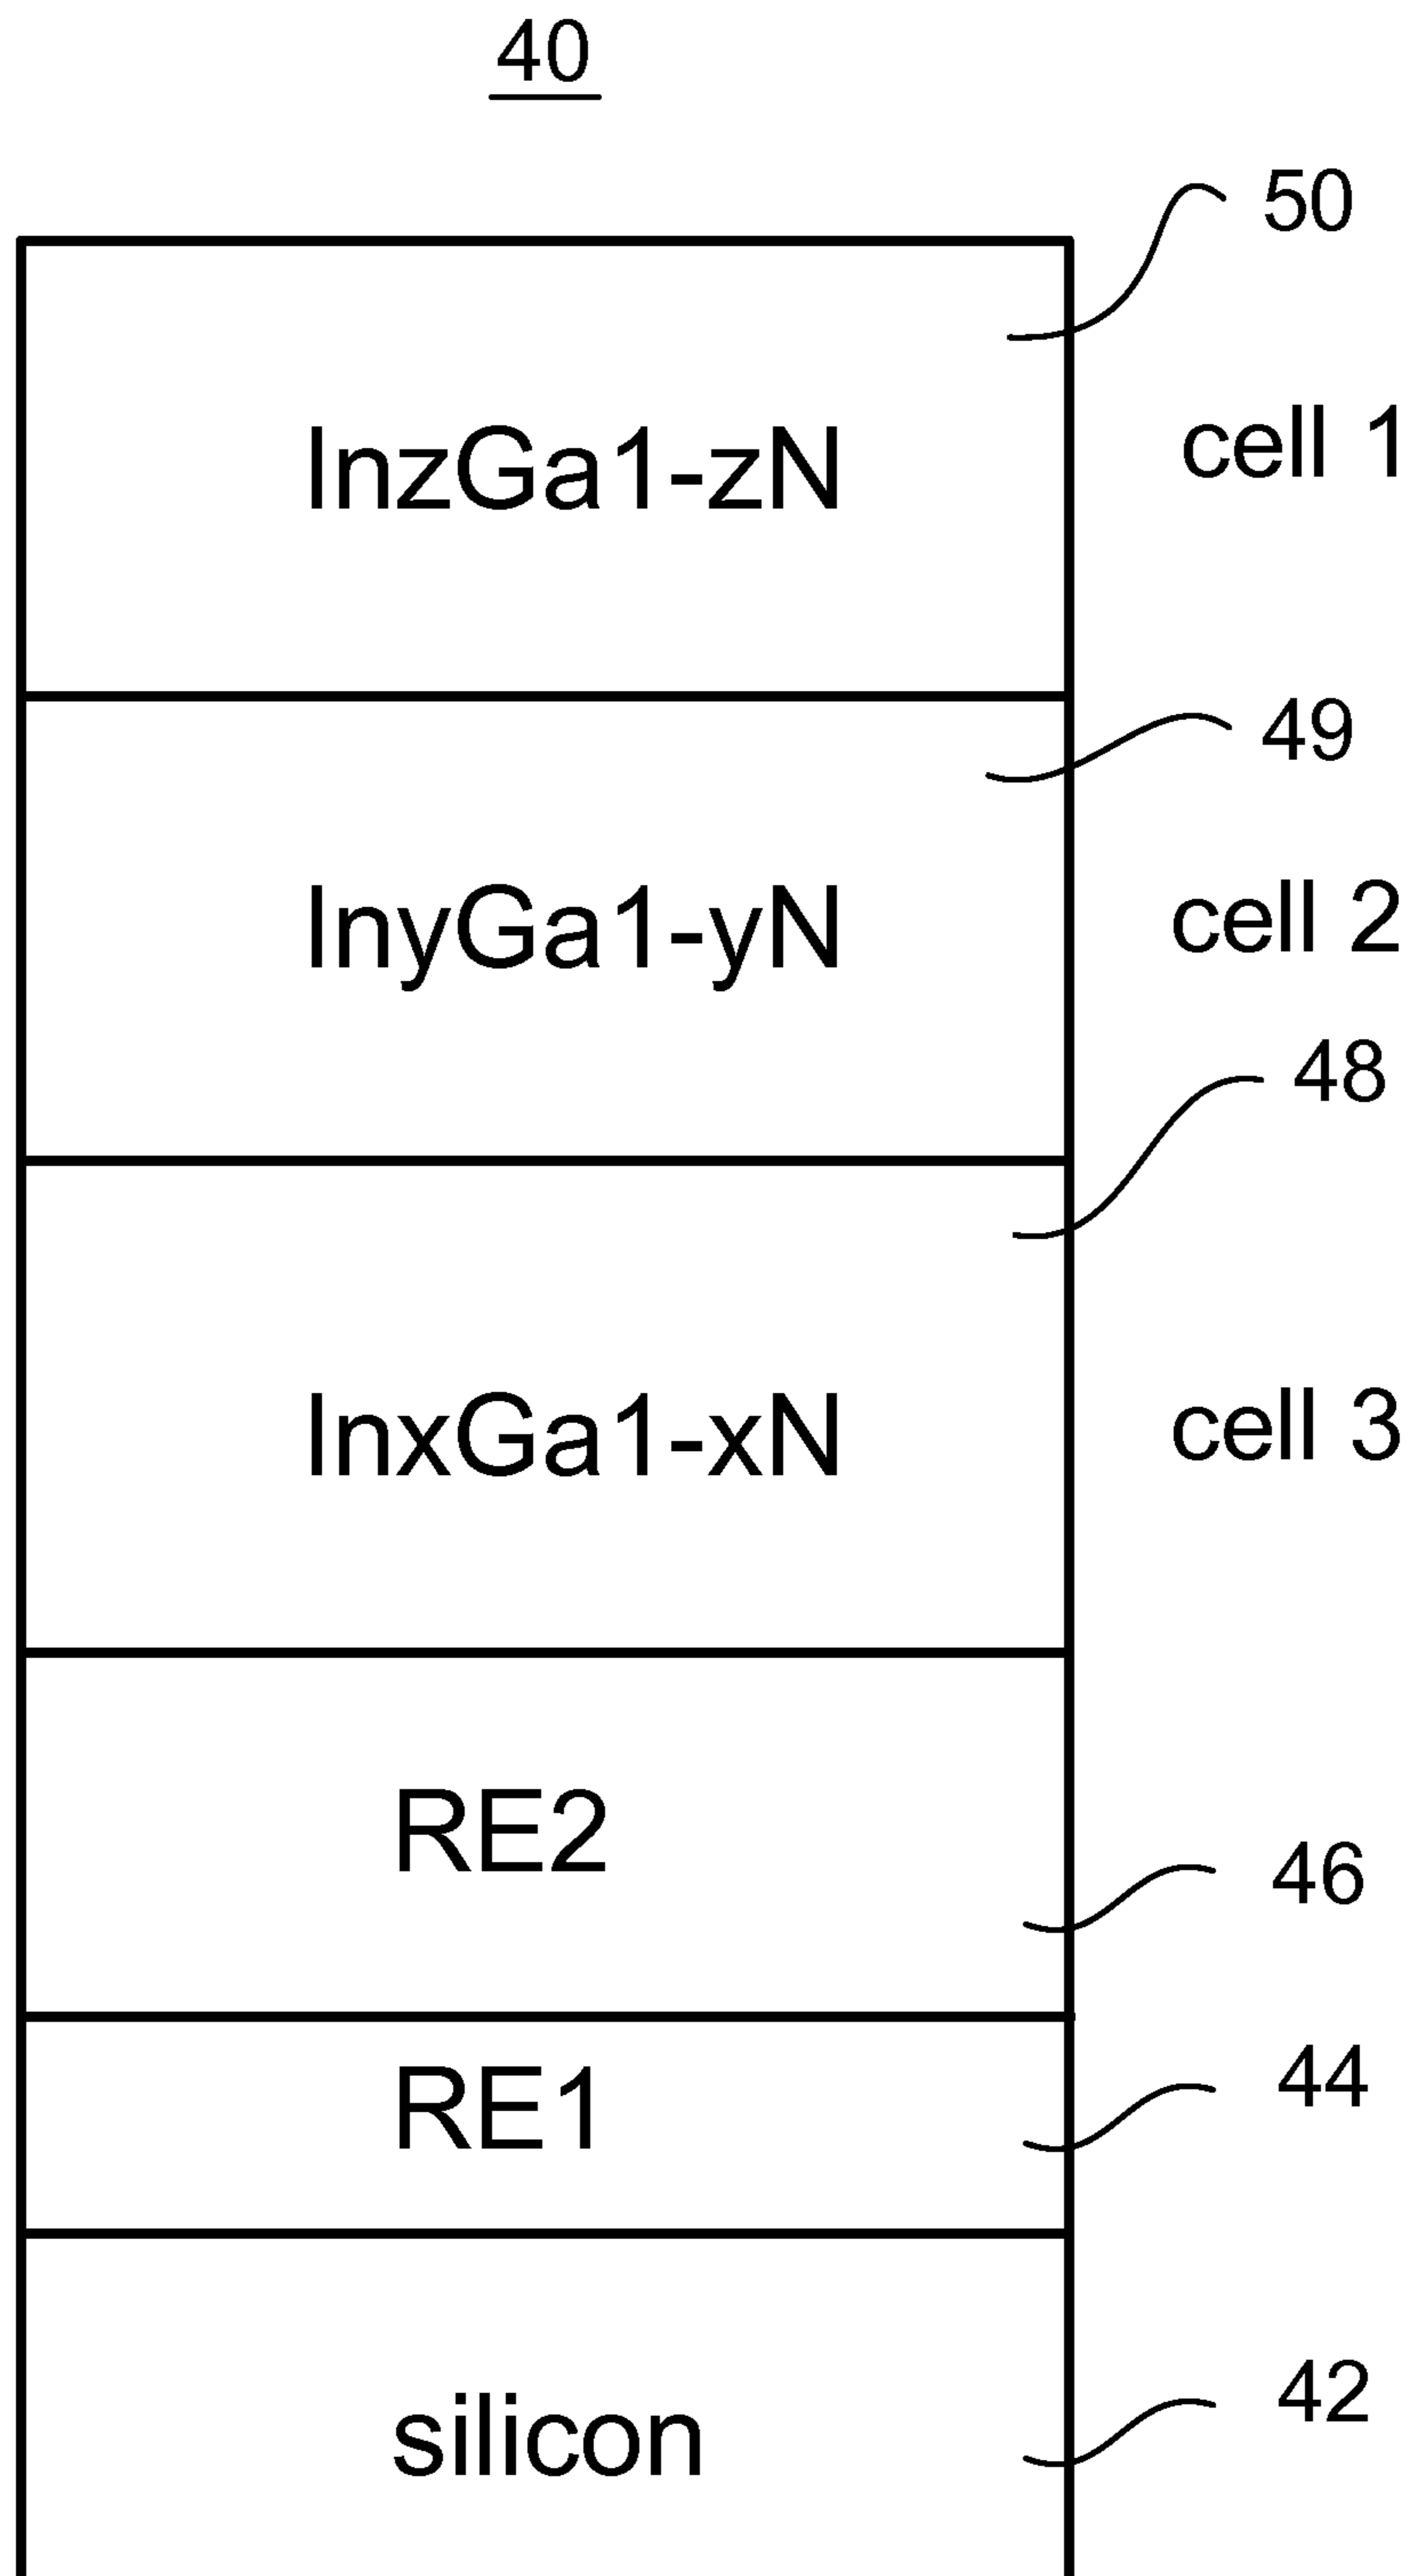 40
50
InzGa1-zN
cell 1
49
InyGa1-yN
cell 2
48
InxGa1-xN
cell 3
RE2
46
RE1
44
42
silicon